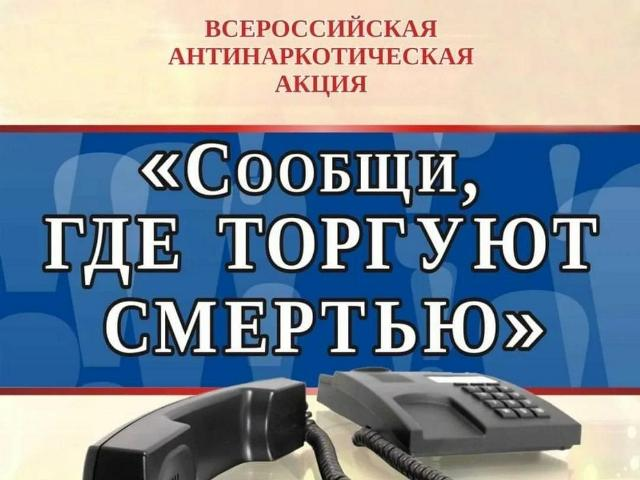 ВСЕРОССИЙСКАЯ
АНТИНАРКОТИЧЕСКАЯ
АКЦИЯ
«СООБЩИ,
ГДЕ ТОРГУЮТ
СМЕРТЬЮ»